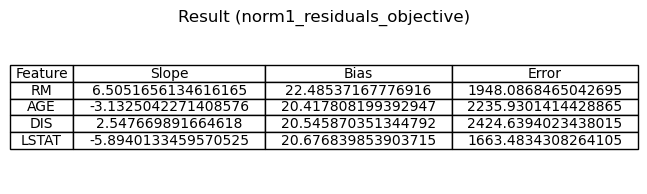 Result (norm1_residuals_objective)
Feature Slope Bias Error
RM 6.5051656134616165 22.48537167776916 1948.0868465042695
AGE -3.1325042271408576 20.417808199392947 2235.9301414428865
DIS 2.547669891664618 20.545870351344792 2424.6394023438015
LSTAT -5.8940133459570525 20.676839853903715 1663.4834308264105